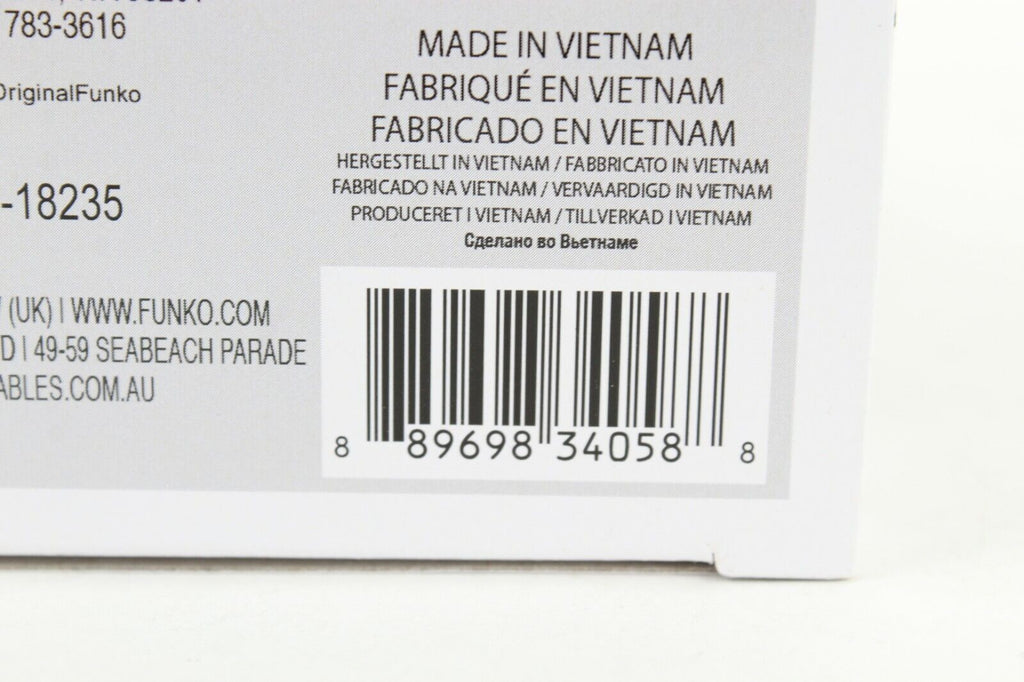 783-3616
OriginalFunko
-18235
(UK) | WWW.FUNKO.COM
D | 49-59 SEABEACH PARADE
ABLES.COM.AU
MADE IN VIETNAM
FABRIQUÉ EN VIETNAM
FABRICADO EN VIETNAM
HERGESTELLT IN VIETNAM / FABBRICATO IN VIETNAM
FABRICADO NA VIETNAM / VERVAARDIGD IN VIETNAM
PRODUCERET I VIETNAM / TILLVERKAD I VIETNAM
Сделано во Вьетнаме
8 89698 34058 8